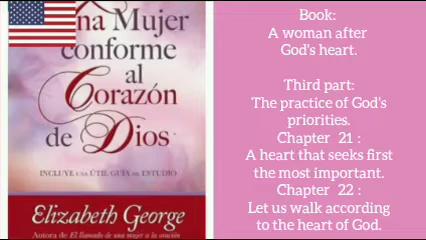 Una Mujer
conforme
al
Corazón
de Dios
INCLUYE UNA ÚTIL GUÍA DE ESTUDIO
Elizabeth George
Autora de El llamado de una mujer a la oración
Book:
A woman after
God's heart.
Third part:
The practice of God's
priorities.
Chapter 21 :
A heart that seeks first
the most important.
Chapter 22 :
Let us walk according
to the heart of God.